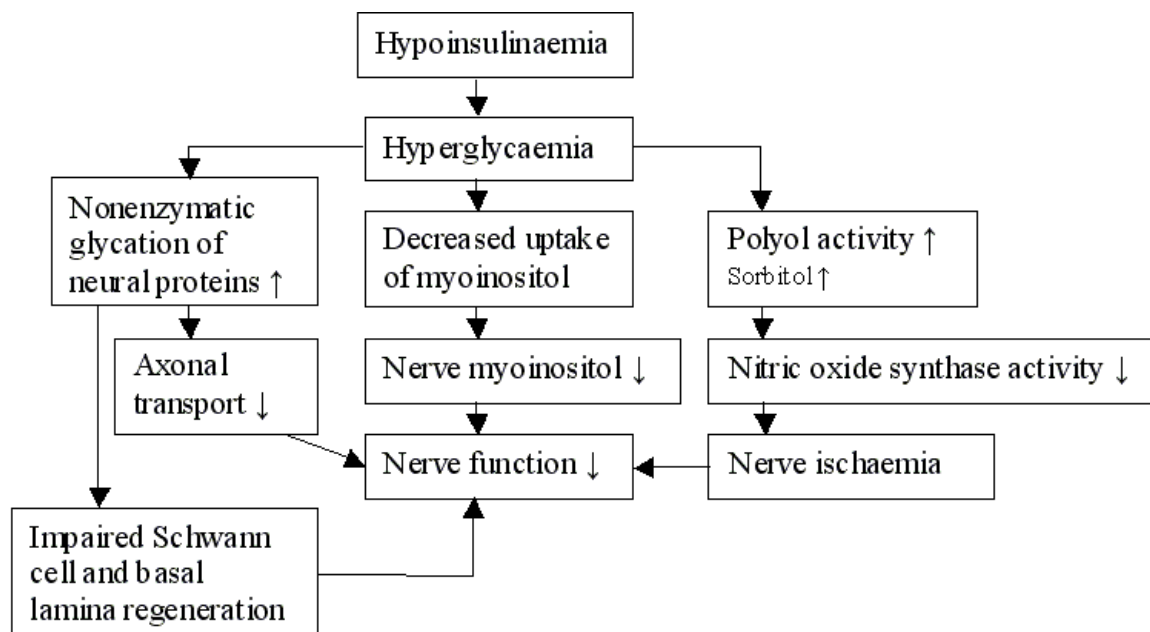 Hypoinsulinaemia
Hyperglycaemia
Nonenzymatic
glycation of
neural proteins ↑
Decreased uptake
of myoinositol
Polyol activity ↑
Sorbitol ↑
Axonal
transport ↓
Nerve myoinositol ↓
Nitric oxide synthase activity ↓
Nerve function ↓
Nerve ischaemia
Impaired Schwann
cell and basal
lamina regeneration